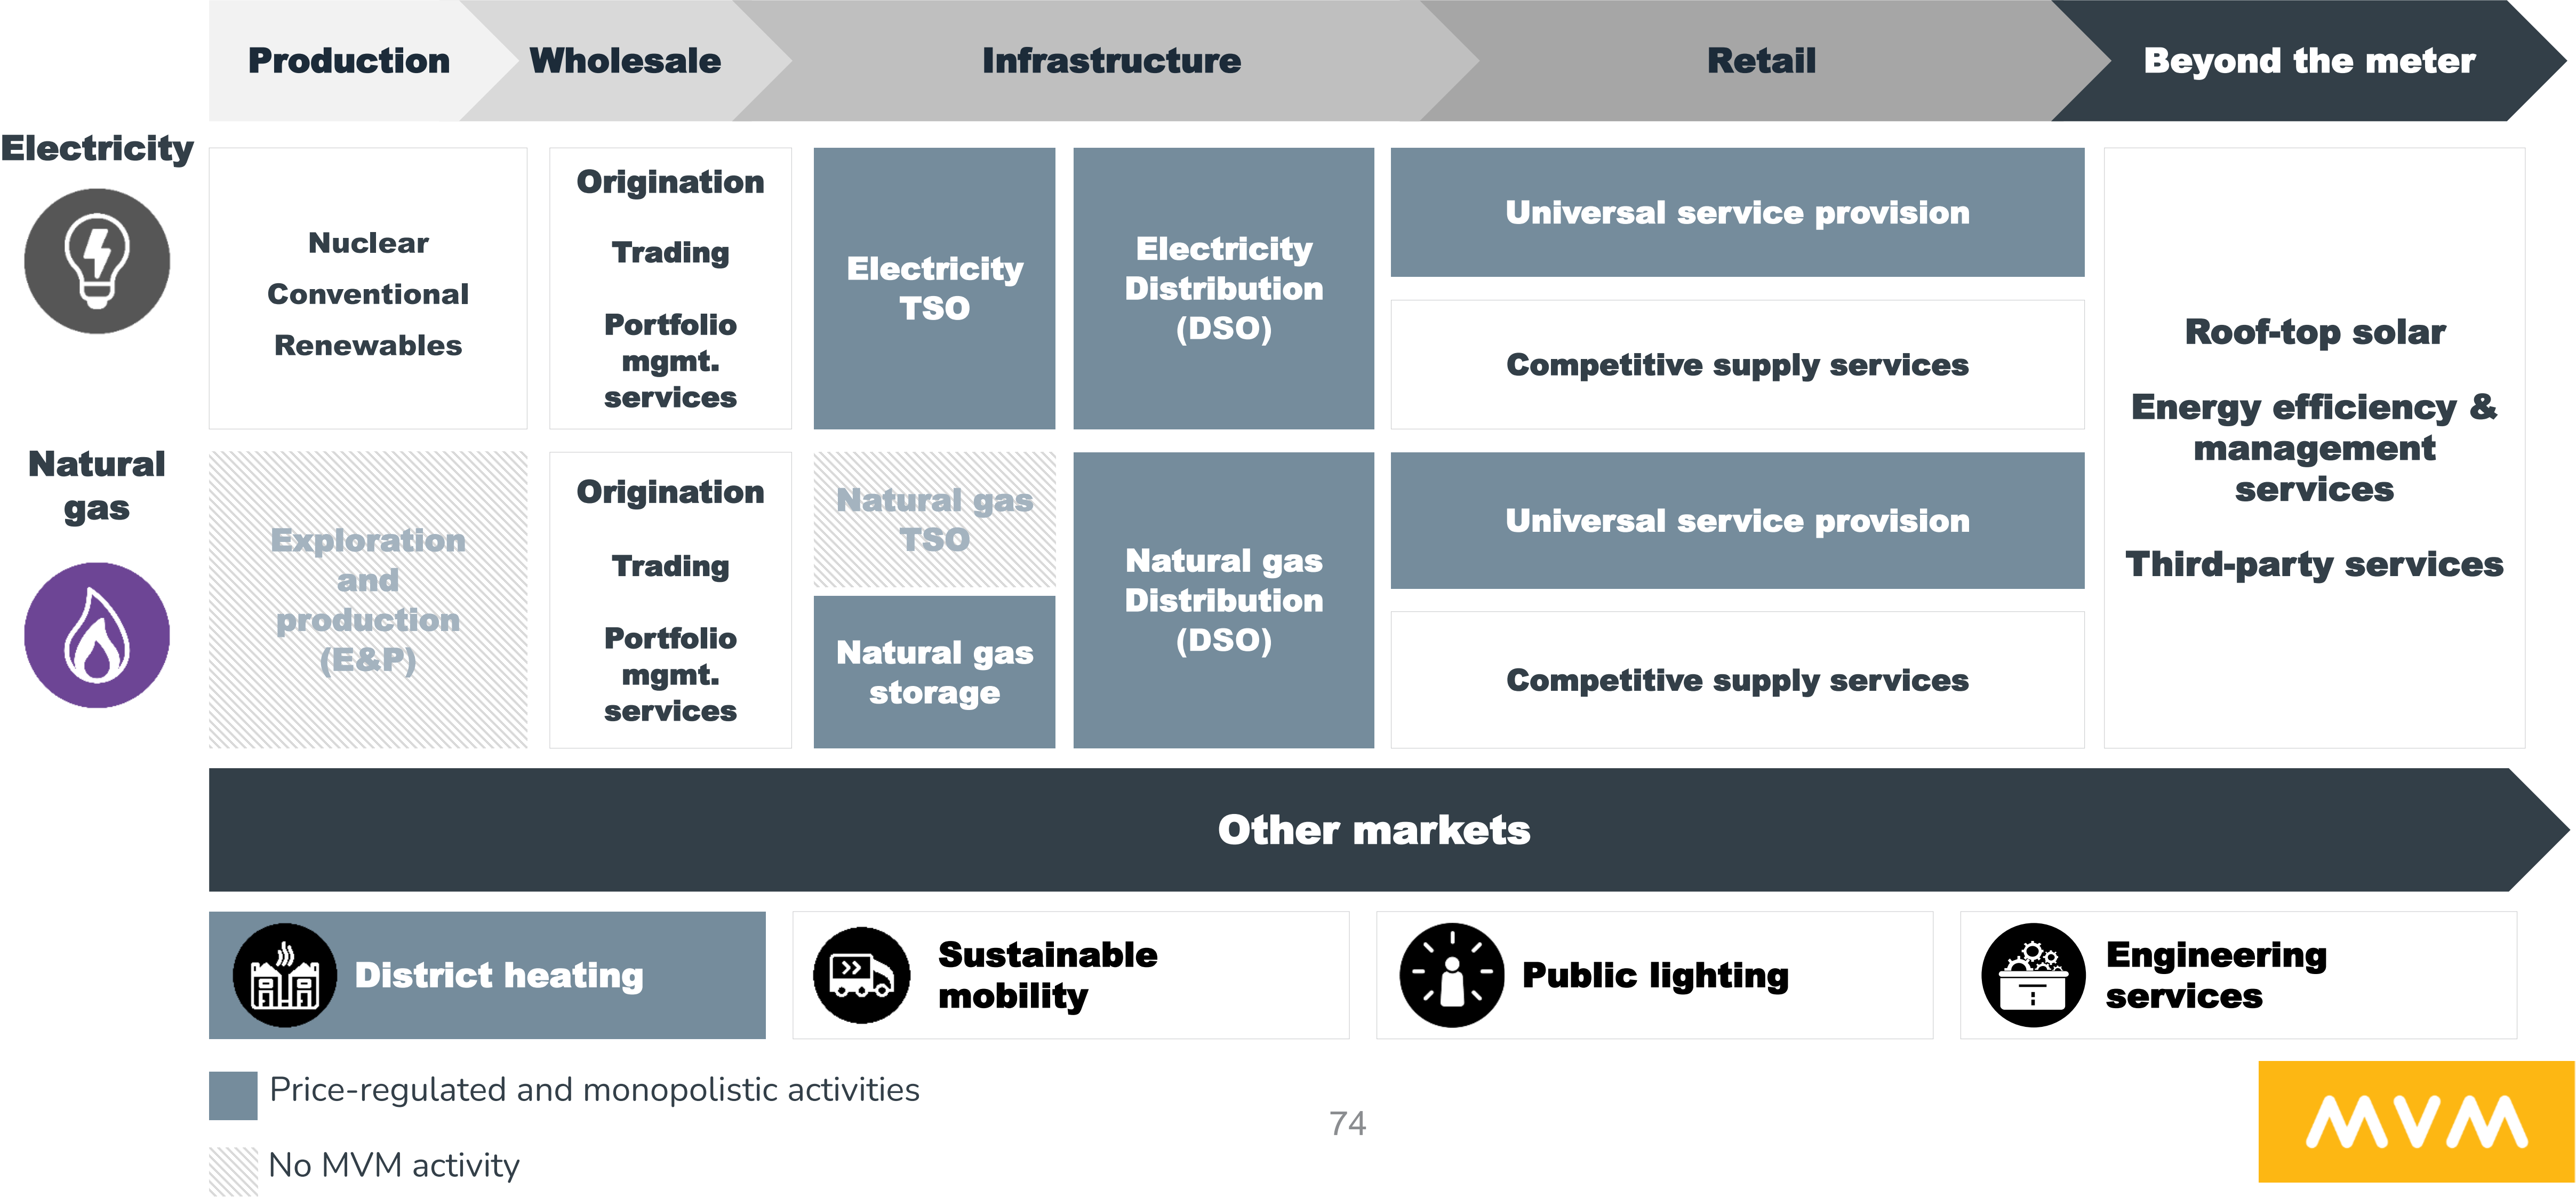 Production
Wholesale
Infrastructure
Retail
Beyond the meter
Electricity
Nuclear
Conventional
Renewables
Origination
Trading
Portfolio
mgmt.
services
Electricity
TSO
Electricity
Distribution
(DSO)
Universal service provision
Competitive supply services
Roof-top solar
Energy efficiency &
management
services
Third-party services
Natural
gas
Exploration
and
production
(E&P)
Origination
Trading
Portfolio
mgmt.
services
Natural gas
TSO
Natural gas
storage
Natural gas
Distribution
(DSO)
Universal service provision
Competitive supply services
Other markets
District heating
Sustainable
mobility
Public lighting
Engineering
services
Price-regulated and monopolistic activities
No MVM activity
74
MVM